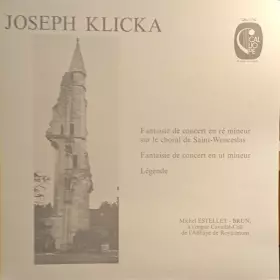 JOSEPH KLICKA
CALLIOPE
Fantaisie de concert en ré mineur
sur le choral de Saint-Wenceslas
Fantaisie de concert en ut mineur
Légende
Michel ESTELLET-BRUN,
à l'orgue Cavaillé-Coll
de l'Abbaye de Royaumont